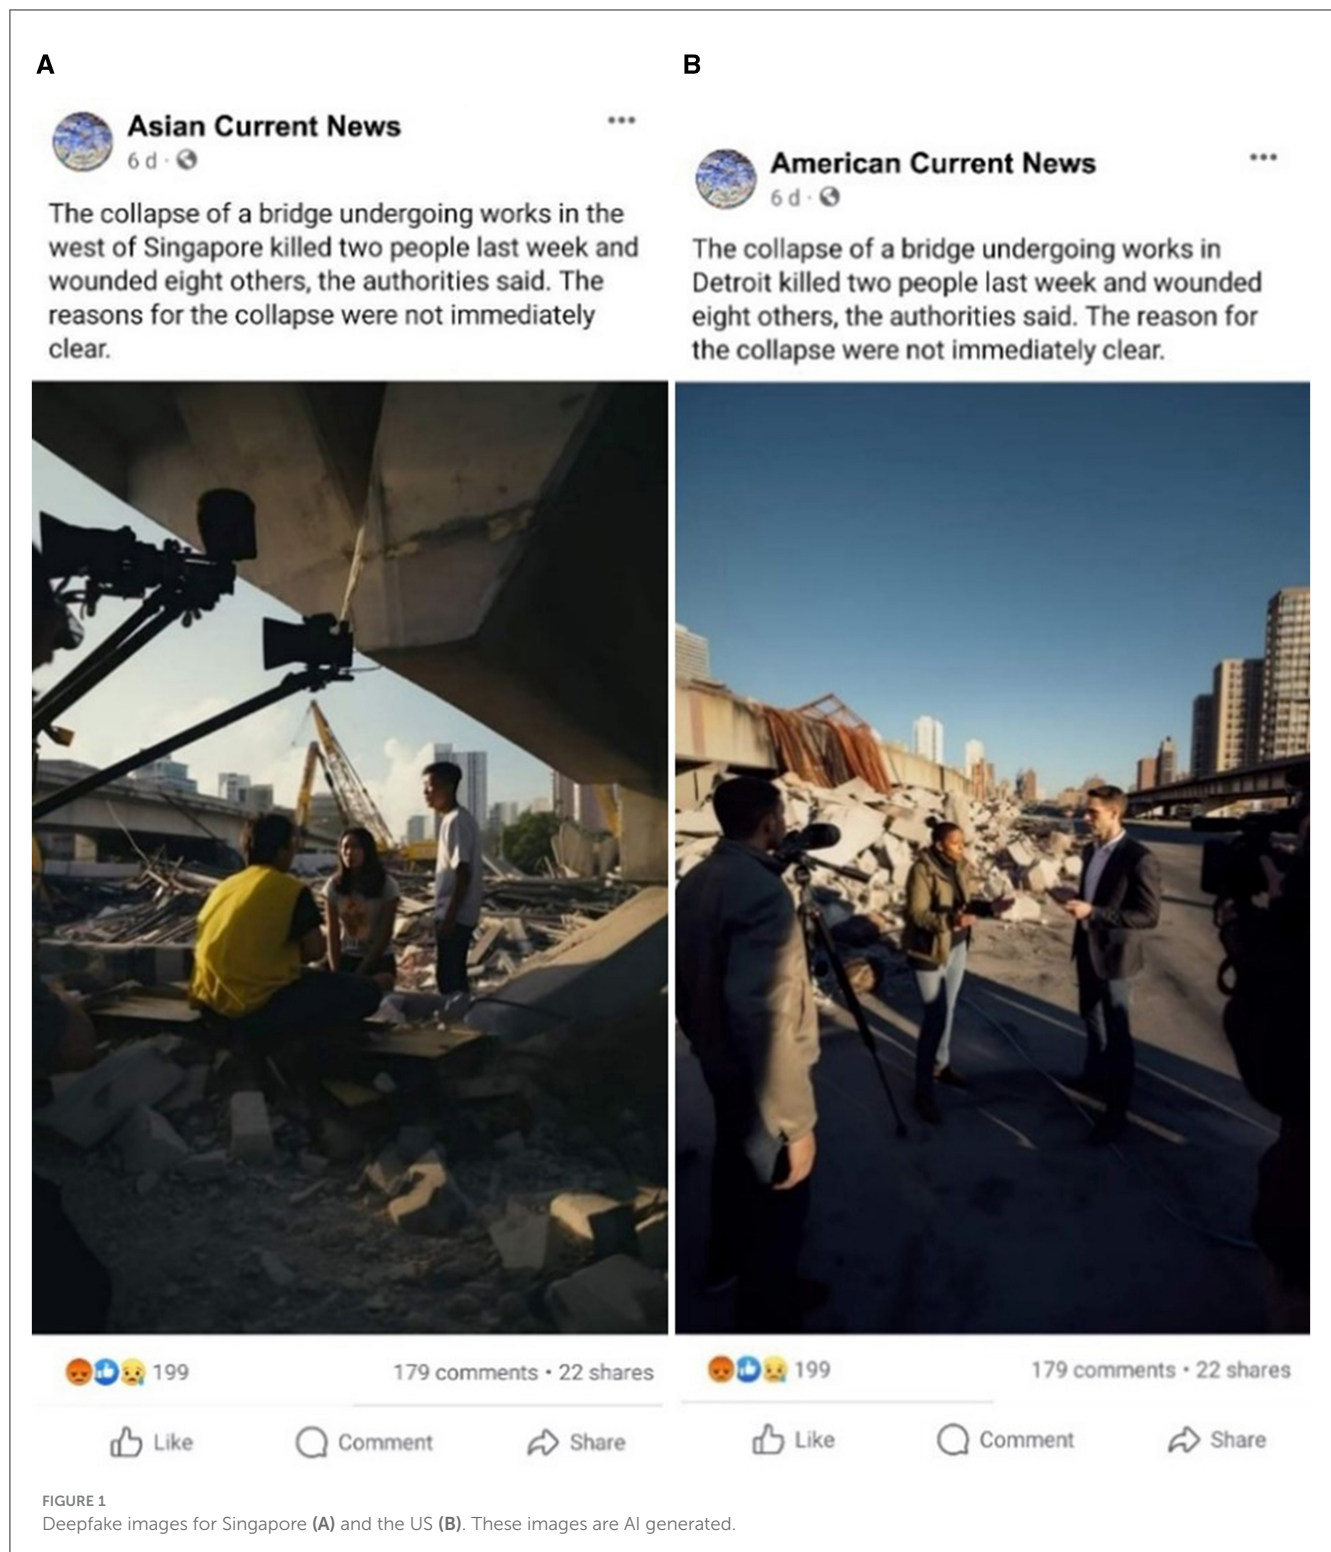 A
Asian Current News
6 d ·
The collapse of a bridge undergoing works in the
west of Singapore killed two people last week and
wounded eight others, the authorities said. The
reasons for the collapse were not immediately
clear.
199
179 comments • 22 shares
Like
Comment
Share
B
American Current News
6 d ·
The collapse of a bridge undergoing works in
Detroit killed two people last week and wounded
eight others, the authorities said. The reason for
the collapse were not immediately clear.
199
179 comments • 22 shares
Like
Comment
Share
FIGURE 1
Deepfake images for Singapore (A) and the US (B). These images are AI generated.